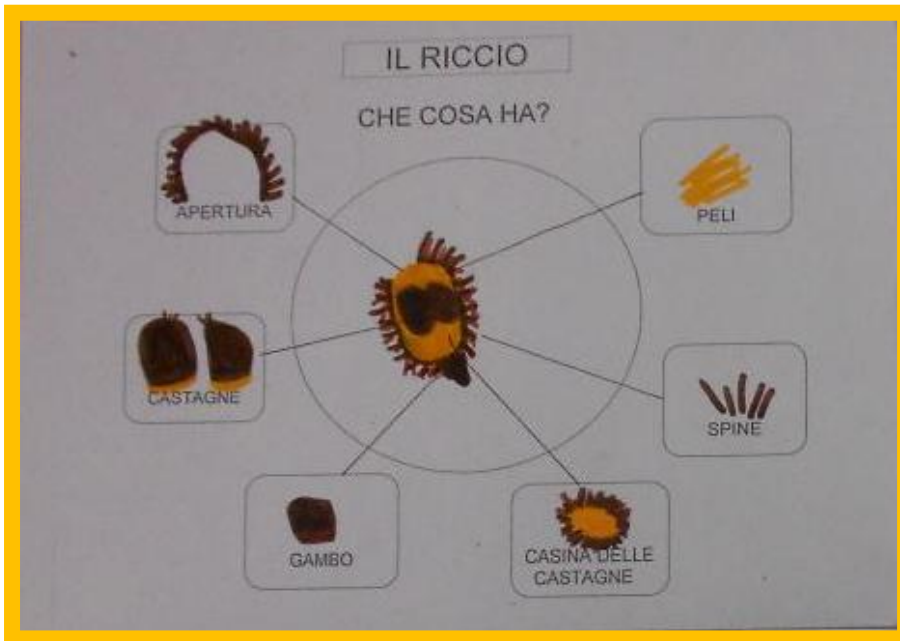 IL RICCIO
CHE COSA HA?
APERTURA
PELI
CASTAGNE
SPINE
GAMBO
CASINA DELLE
CASTAGNE